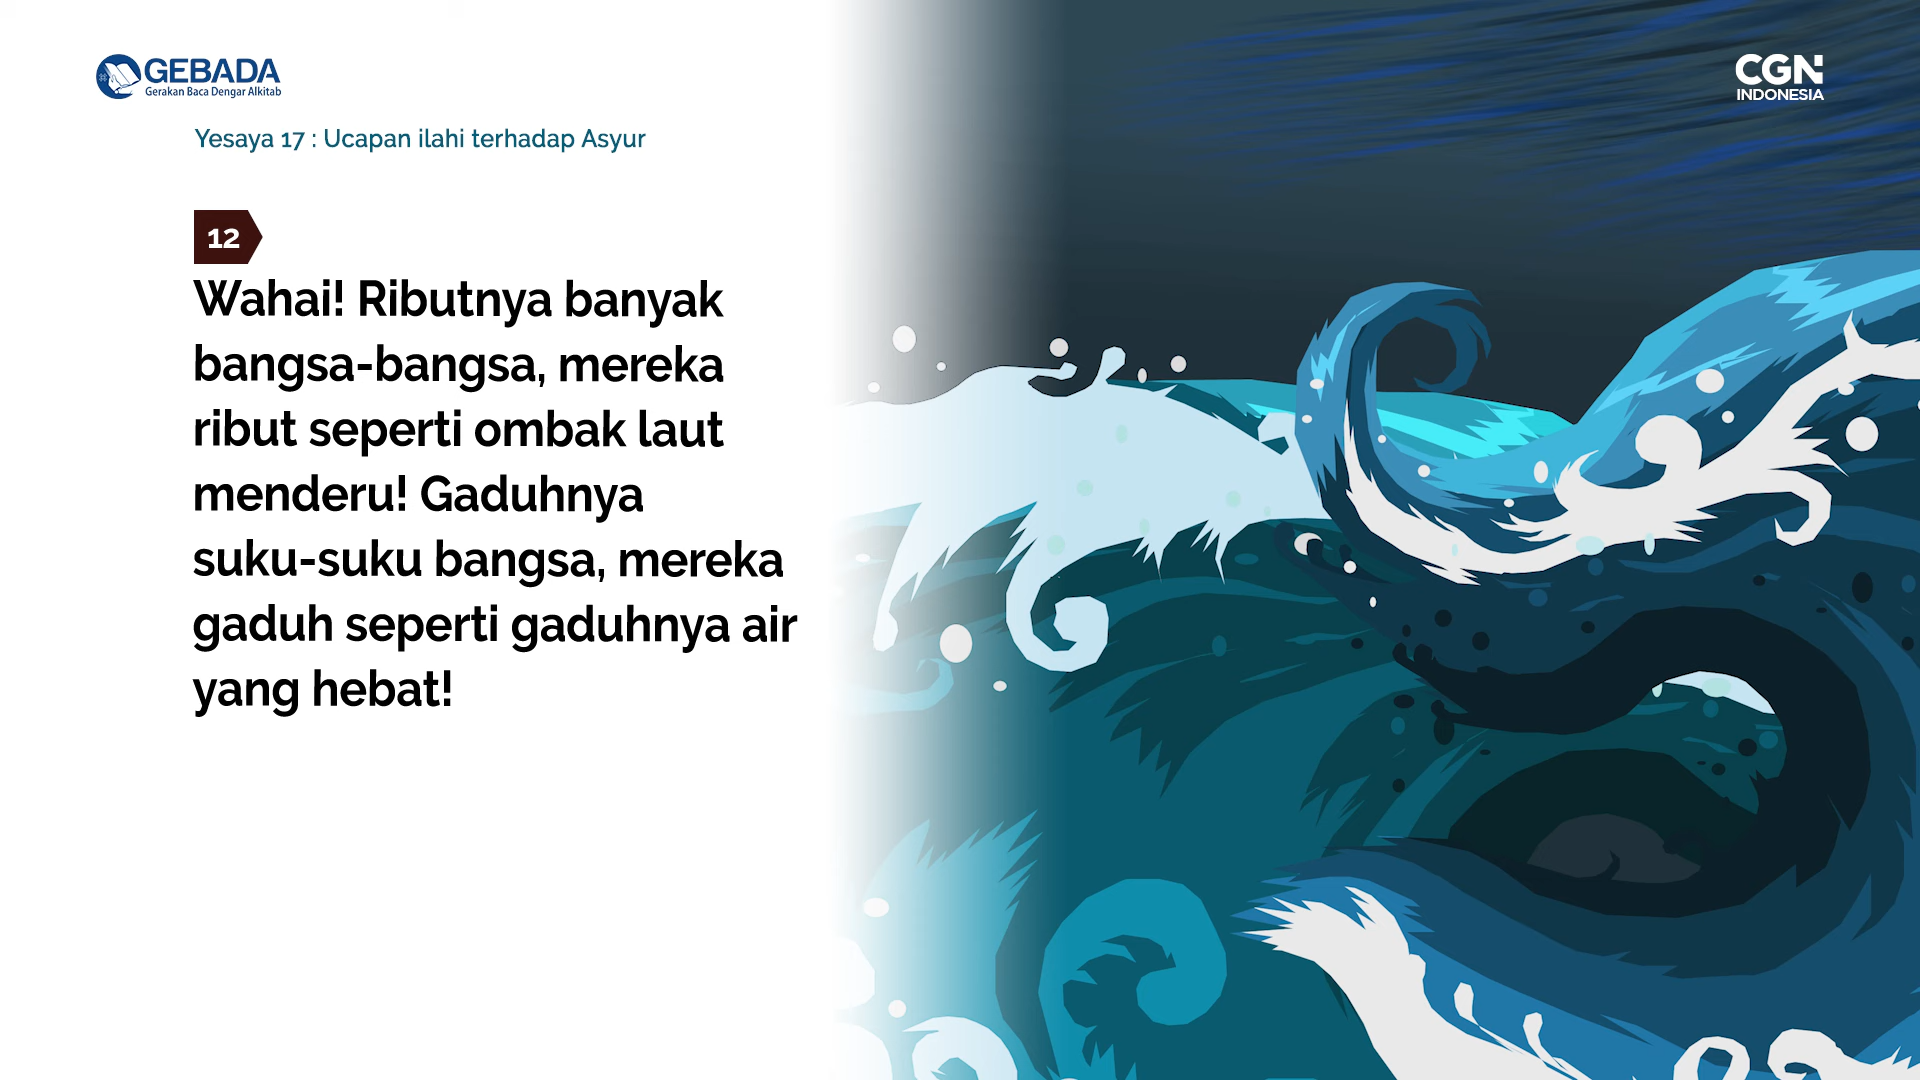 GEBADA
Gerakan Baca Dengar Alkitab
CGN
INDONESIA
Yesaya 17 : Ucapan ilahi terhadap Asyur
12
Wahai! Ributnya banyak
bangsa-bangsa, mereka
ribut seperti ombak laut
menderu! Gaduhnya
suku-suku bangsa, mereka
gaduh seperti gaduhnya air
yang hebat!